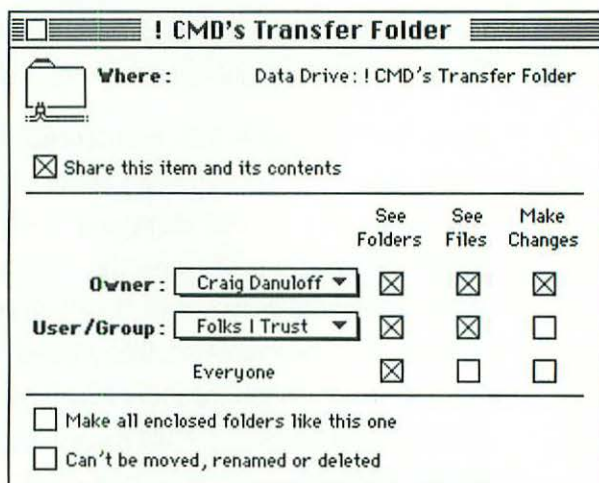 ! CMD's Transfer Folder
Where: Data Drive: ! CMD's Transfer Folder
Share this item and its contents
See See Make
Folders Files Changes
Owner: Craig Danuloff
User/Group: Folks I Trust
Everyone
Make all enclosed folders like this one
Can't be moved, renamed or deleted